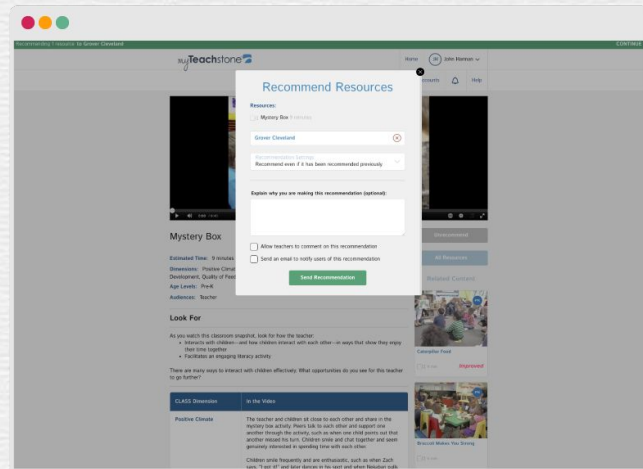 Recommending 1 resource to Grover Cleveland
CONTINUE
myTeachstone
Home
JH John Harman
Accounts
Help
Recommend Resources
Resources:
Mystery Box 9 minutes
Grover Cleveland
Recommendation Settings
Recommend even if it has been recommended previously
Explain why you are making this recommendation (optional):
Allow teachers to comment on this recommendation
Send an email to notify users of this recommendation
Send Recommendation
Mystery Box
Recommend
All Resources
Related Content
Estimated Time: 9 minutes
Dimensions: Positive Climate
Development, Quality of Feed
Age Levels: Pre-K
Audiences: Teacher
Look For
As you watch this classroom snapshot, look for how the teacher:
• Interacts with children—and how children interact with each other—in ways that show they enjoy
their time together
• Facilitates an engaging literacy activity
There are many ways to interact with children effectively. What opportunities do you see for this teacher
to go further?
Caterpillar Food
Improved
CLASS Dimension
In the Video
Positive Climate
The teacher and children sit close to each other and share in the
mystery box activity. Peers talk to each other and support one
another through the activity, such as when one child points out that
another missed his turn. Children smile and chat together and seem
genuinely interested in spending time with each other.
Children smile frequently and are enthusiastic, such as when Zach
says, "I got it!" and later dances in his spot and when
Broccoli Makes You Strong